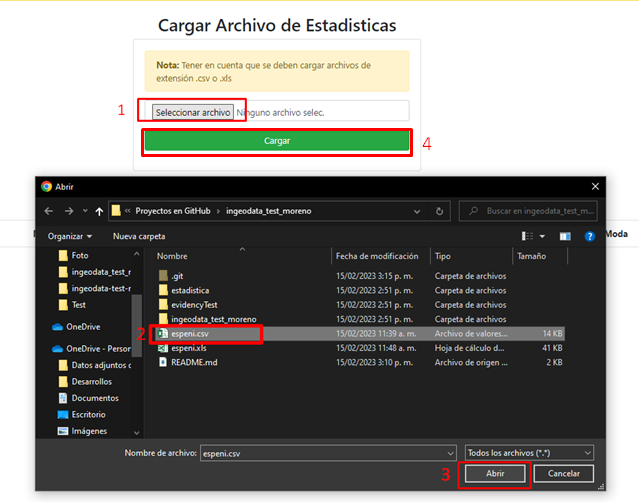 Cargar Archivo de Estadisticas
Nota: Tener en cuenta que se deben cargar archivos de
extensión .csv o .xls
1
Seleccionar archivo Ninguno archivo selec.
Cargar
4
Abrir
« Proyectos en GitHub > ingeodata_test_moreno
Buscar en ingeodata_test_m...
Moda
Organizar
Nueva carpeta
Nombre Fecha de modificación Tipo Tamaño
Foto
ingeodata_test_m
ingeodata-test-m
Test
OneDrive
OneDrive - Person
Datos adjuntos d
Desarrollos
Documentos
Escritorio
Imágenes
.git 15/02/2023 3:15 p. m. Carpeta de archivos
estadistica 15/02/2023 2:51 p. m. Carpeta de archivos
evidencyTest 15/02/2023 2:51 p. m. Carpeta de archivos
ingeodata_test_moreno 15/02/2023 2:51 p. m. Carpeta de archivos
2
espeni.csv 15/02/2023 11:39 a. m. Archivo de valores... 14 KB
espeni.xls 15/02/2023 11:48 a. m. Hoja de cálculo d... 41 KB
README.md 15/02/2023 3:10 p. m. Archivo de origen ... 2 KB
Nombre de archivo: espeni.csv
Todos los archivos (*.*)
3
Abrir
Cancelar